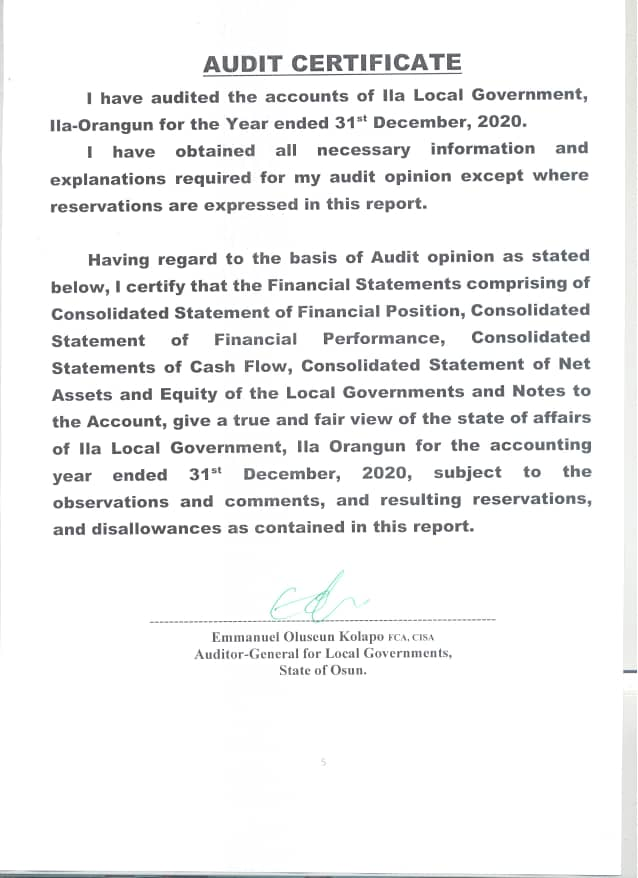 AUDIT CERTIFICATE
I have audited the accounts of Ila Local Government,
Ila-Orangun for the Year ended 31st December, 2020.
I have obtained all necessary information and
explanations required for my audit opinion except where
reservations are expressed in this report.
Having regard to the basis of Audit opinion as stated
below, I certify that the Financial Statements comprising of
Consolidated Statement of Financial Position, Consolidated
Statement of Financial Performance, Consolidated
Statements of Cash Flow, Consolidated Statement of Net
Assets and Equity of the Local Governments and Notes to
the Account, give a true and fair view of the state of affairs
of Ila Local Government, Ila Orangun for the accounting
year ended 31st December, 2020, subject to the
observations and comments, and resulting reservations,
and disallowances as contained in this report.
Emmanuel Oluseun Kolapo FCA, CISA
Auditor-General for Local Governments,
State of Osun.
5